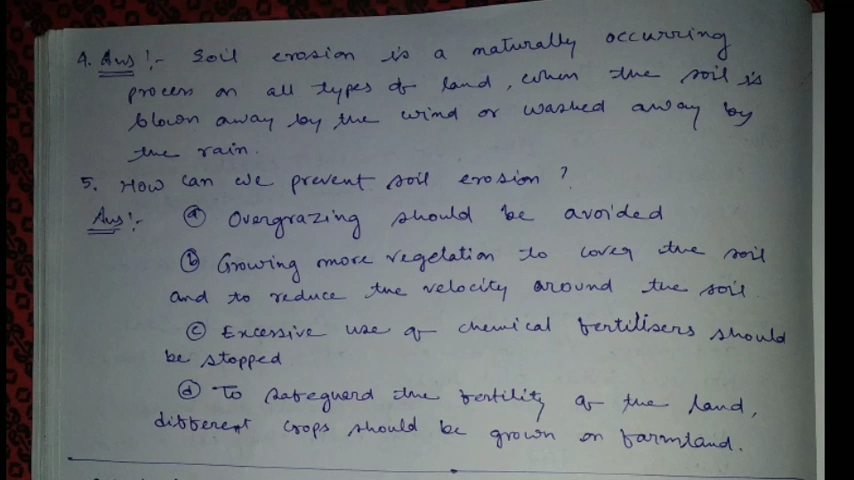 4. Ans :- Soil erosion is a naturally occurring
process on all types of land, when the soil is
blown away by the wind or washed away by
the rain.
5. How can we prevent soil erosion ?
Ans :- (a) Overgrazing should be avoided
(b) Growing more vegetation to cover the soil
and to reduce the velocity around the soil.
(c) Excessive use of chemical fertilisers should
be stopped
(d) To safeguard the fertility of the land,
different crops should be grown on farmland.